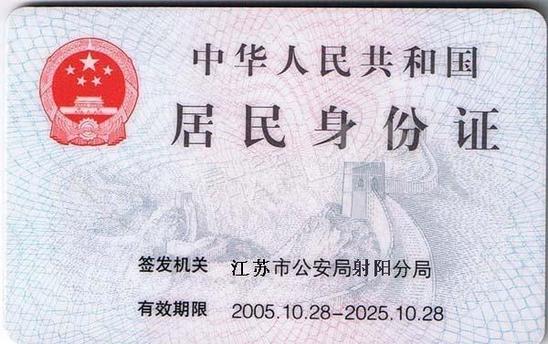 中华人民共和国
居民身份证
签发机关 江苏市公安局射阳分局
有效期限 2005.10.28-2025.10.28